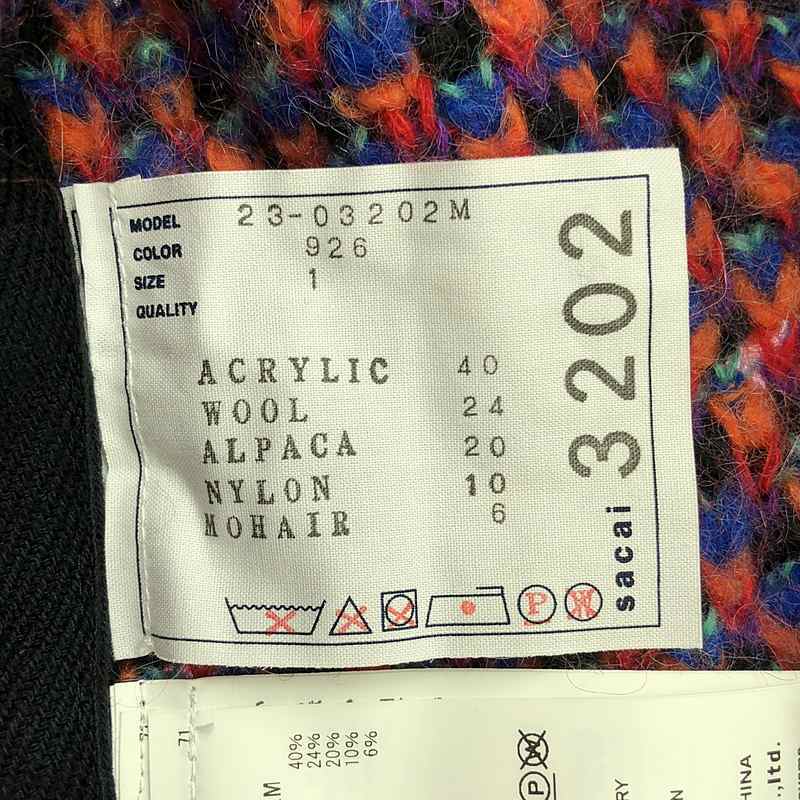 MODEL 23-03202M
COLOR 926
SIZE 1
QUALITY
ACRYLIC 40
WOOL 24
ALPACA 20
NYLON 10
MOHAIR 6
P
W
3202
sacai
71
40%
24%
20%
10%
6%
W
P